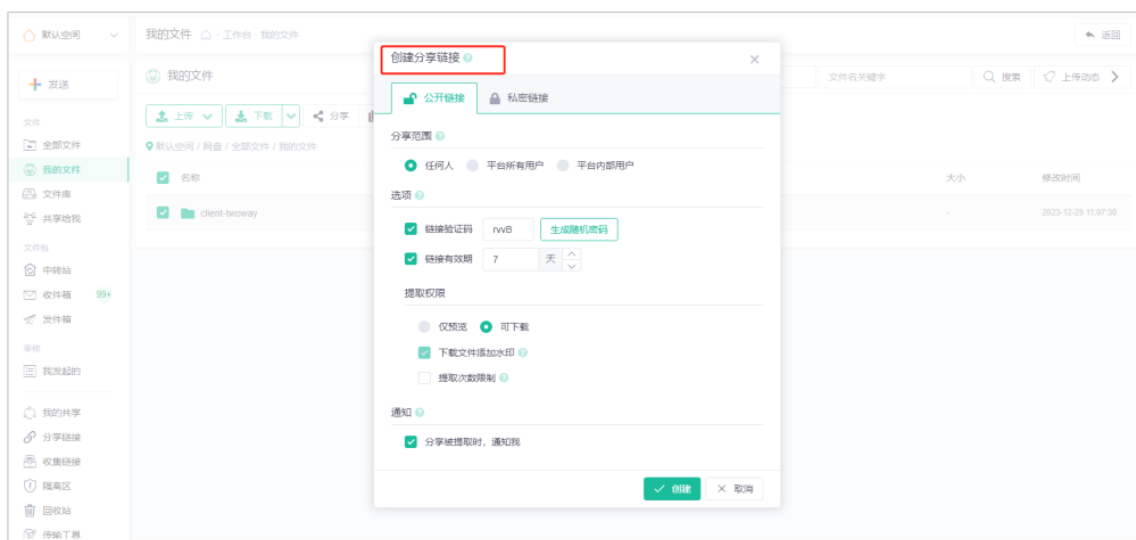 默认空间
我的文件 - 工作台 - 我的文件
返回
发送
我的文件
文件名关键字
搜索
上传动态
上传
下载
分享
默认空间 / 网盘 / 全部文件 / 我的文件
名称
大小
修改时间
client-twoway
-
2023-12-25 11:07:30
文件
全部文件
我的文件
文件库
共享给我
文件包
中转站
收件箱 99+
发件箱
审核
我发起的
我的共享
分享链接
收集链接
隔离区
回收站
传输工具
创建分享链接
公开链接
私密链接
分享范围
任何人 平台所有用户 平台内部用户
选项
链接验证码 rvvB 生成随机密码
链接有效期 7 天
提取权限
仅预览 可下载
下载文件添加水印
提取次数限制
通知
分享被提取时，通知我
创建 取消